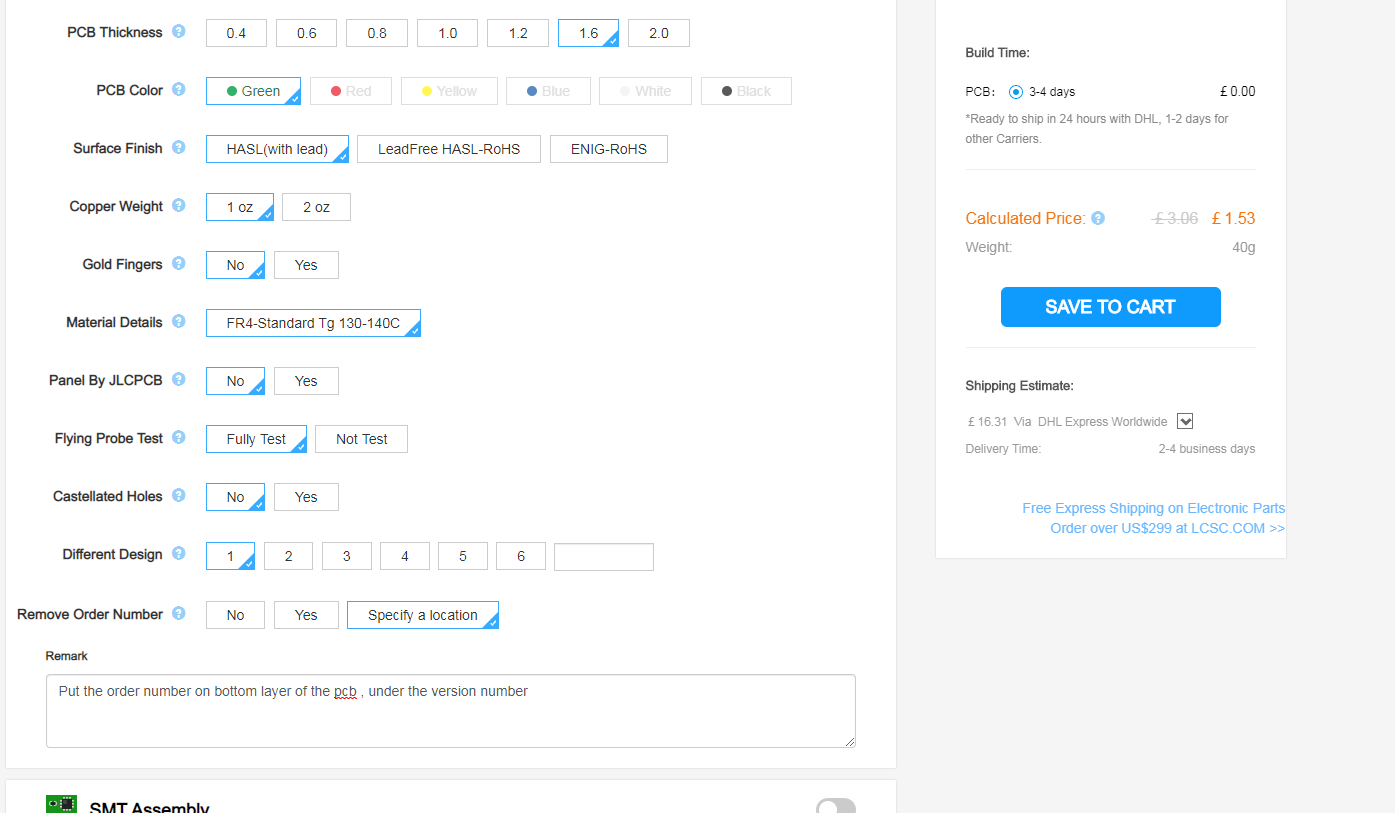 PCB Thickness ? 0.4 0.6 0.8 1.0 1.2 1.6 2.0
PCB Color ? Green Red Yellow Blue White Black
Surface Finish ? HASL(with lead) LeadFree HASL-RoHS ENIG-RoHS
Copper Weight ? 1 oz 2 oz
Gold Fingers ? No Yes
Material Details ? FR4-Standard Tg 130-140C
Panel By JLCPCB ? No Yes
Flying Probe Test ? Fully Test Not Test
Castellated Holes ? No Yes
Different Design ? 1 2 3 4 5 6
Remove Order Number ? No Yes Specify a location
Remark
Put the order number on bottom layer of the pcb , under the version number
SMT Assembly
Build Time:
PCB: 3-4 days £ 0.00
*Ready to ship in 24 hours with DHL, 1-2 days for
other Carriers.
Calculated Price: ? £ 3.06 £ 1.53
Weight: 40g
SAVE TO CART
Shipping Estimate:
£ 16.31 Via DHL Express Worldwide
Delivery Time: 2-4 business days
Free Express Shipping on Electronic Parts
Order over US$299 at LCSC.COM >>